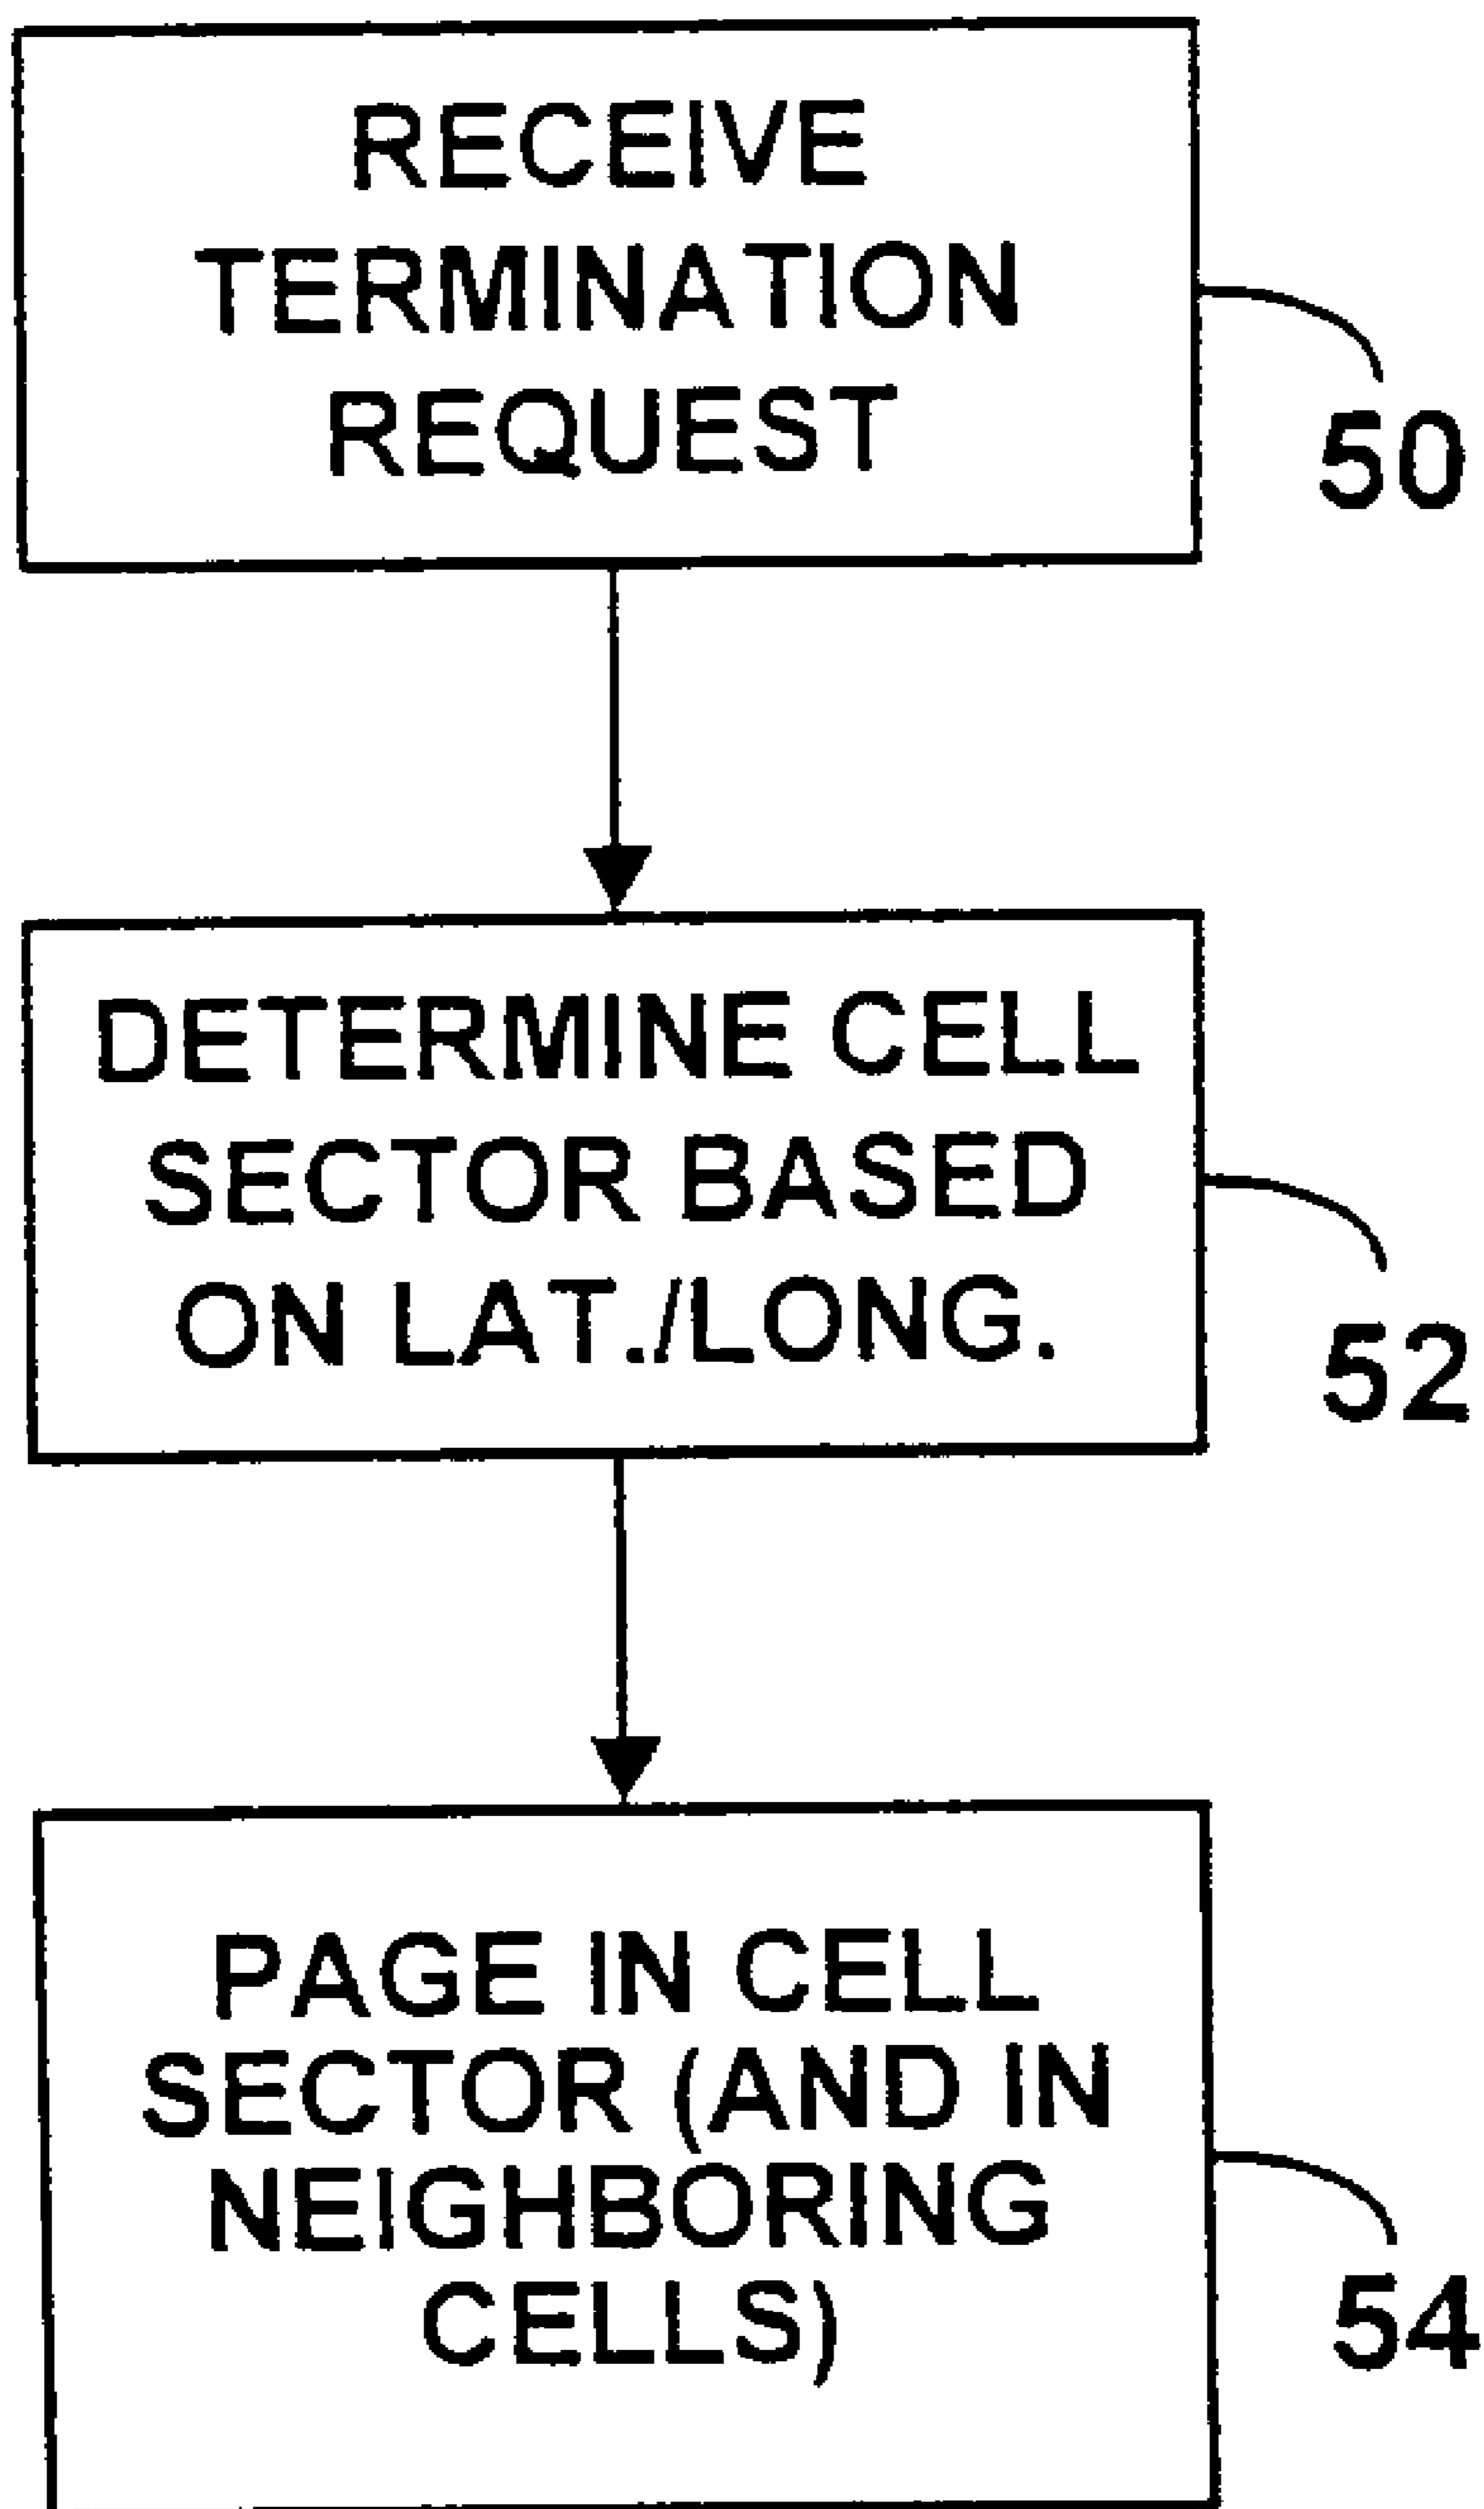 RECEIVE
TERMINATION
REQUEST
50
DETERMINE CELL
SECTOR BASED
ON LAT./LONG.
52
PAGE IN CELL
SECTOR (AND IN
NEIGHBORING
CELLS)
54